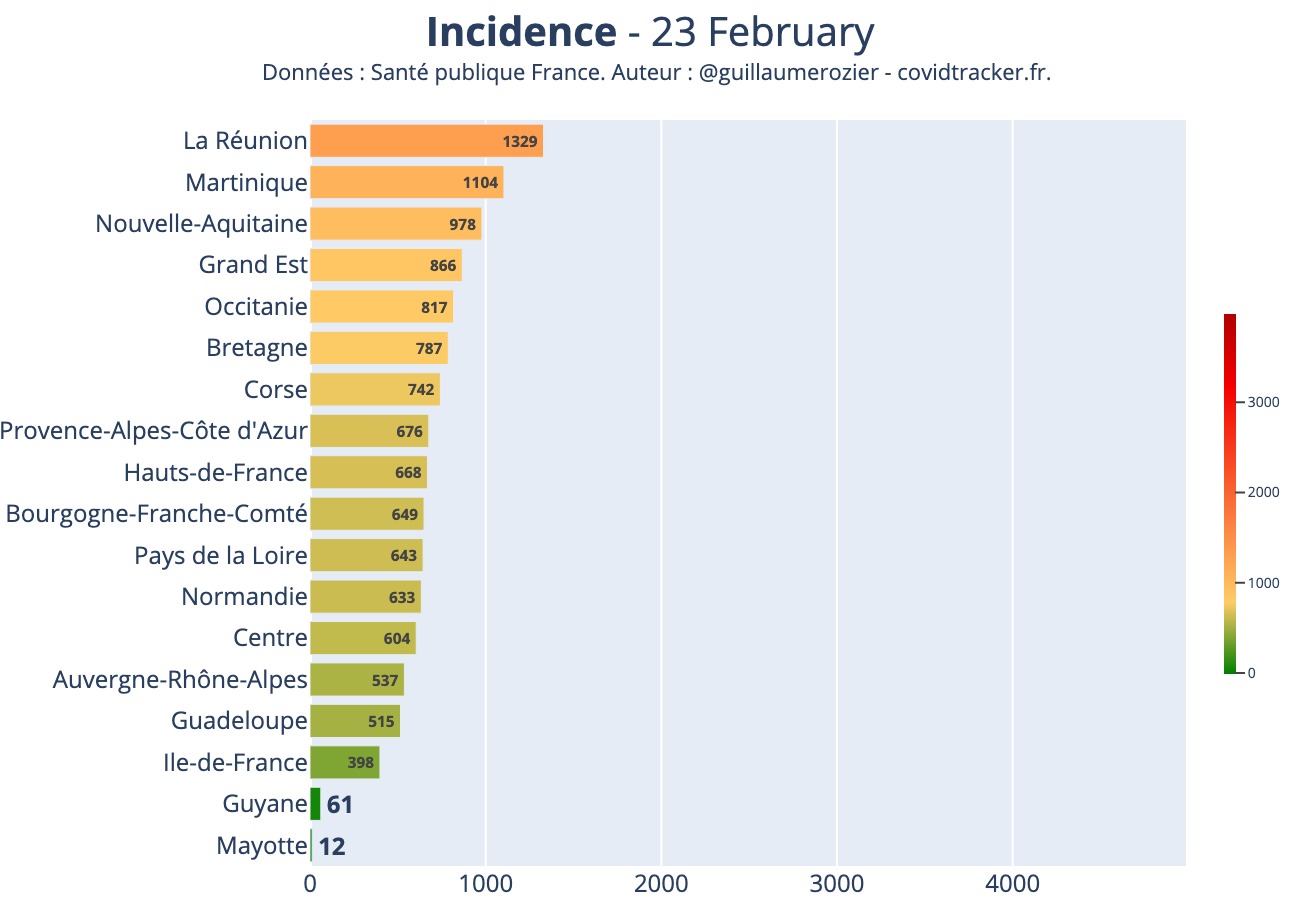 Incidence - 23 February
Données : Santé publique France. Auteur : @guillaumerozier - covidtracker.fr.
La Réunion 1329
Martinique 1104
Nouvelle-Aquitaine 978
Grand Est 866
Occitanie 817
Bretagne 787
Corse 742
Provence-Alpes-Côte d'Azur 676
Hauts-de-France 668
Bourgogne-Franche-Comté 649
Pays de la Loire 643
Normandie 633
Centre 604
Auvergne-Rhône-Alpes 537
Guadeloupe 515
Ile-de-France 398
Guyane 61
Mayotte 12
0 1000 2000 3000 4000
3000
2000
1000
0